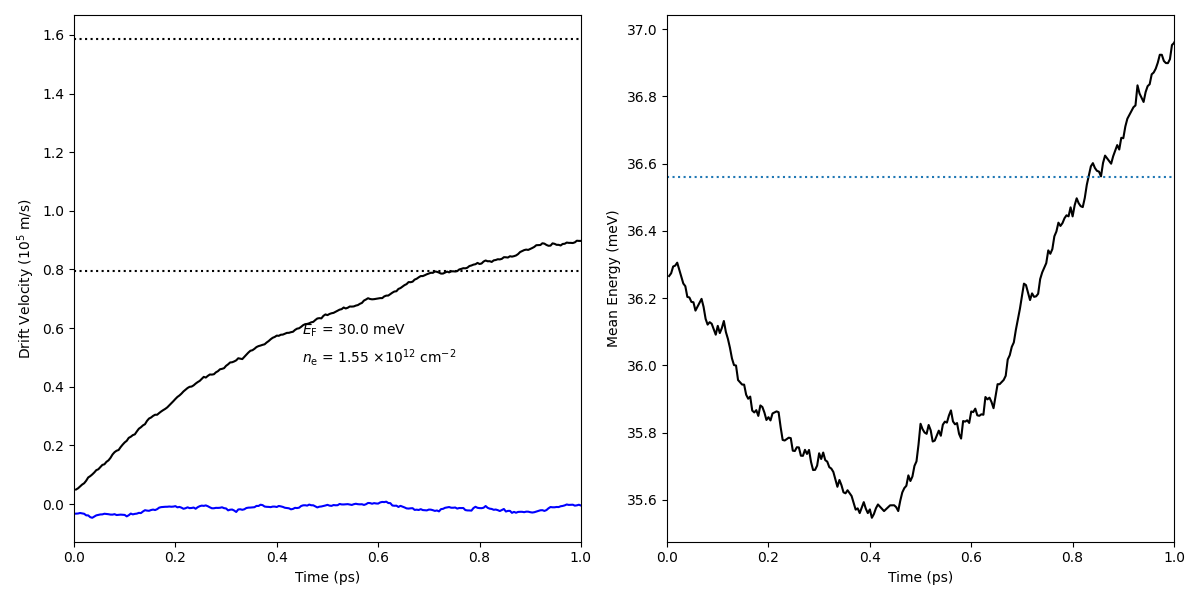 1.6
1.4
1.2
1.0
0.8
0.6
0.4
0.2
0.0
Drift Velocity (10⁵ m/s)
E_F = 30.0 meV
n_e = 1.55 ×10¹² cm⁻²
0.0 0.2 0.4 0.6 0.8 1.0
Time (ps)
37.0
36.8
36.6
36.4
36.2
36.0
35.8
35.6
Mean Energy (meV)
0.0 0.2 0.4 0.6 0.8 1.0
Time (ps)